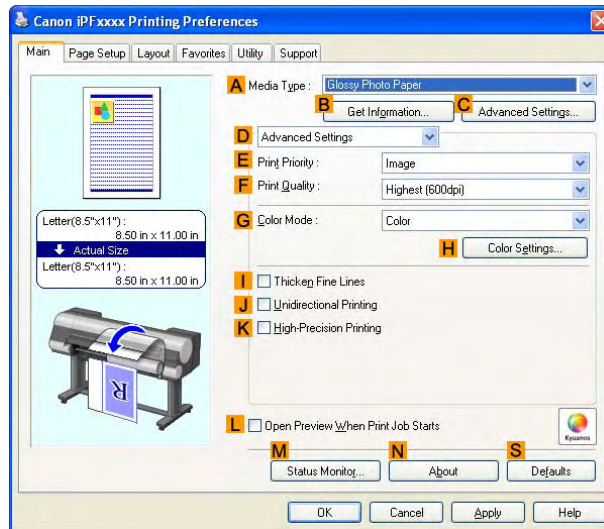 Canon iPFxxxx Printing Preferences
Main Page Setup Layout Favorites Utility Support
A Media Type : Glossy Photo Paper
B Get Information... C Advanced Settings...
D Advanced Settings
E Print Priority : Image
F Print Quality : Highest (600dpi)
G Color Mode : Color
H Color Settings...
Letter(8.5"x11") :
8.50 in x 11.00 in
Actual Size
Letter(8.5"x11") :
8.50 in x 11.00 in
I Thicken Fine Lines
J Unidirectional Printing
K High-Precision Printing
R
L Open Preview When Print Job Starts
Kyuanos
M Status Monitor... N About S Defaults
OK Cancel Apply Help